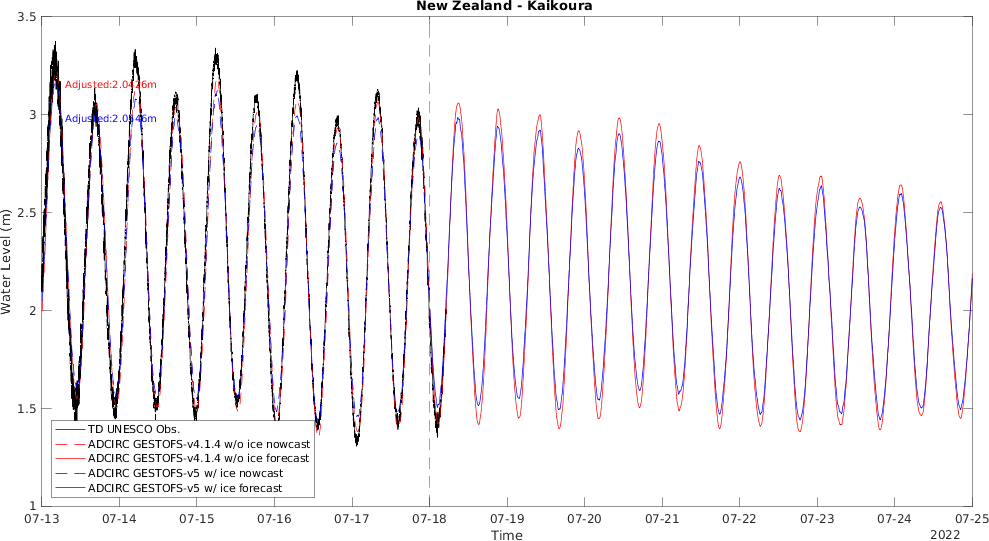 New Zealand - Kaikoura
3.5
3
2.5
2
1.5
1
Water Level (m)
Adjusted:2.0426m
Adjusted:2.0546m
TD UNESCO Obs.
ADCIRC GESTOFS-v4.1.4 w/o ice nowcast
ADCIRC GESTOFS-v4.1.4 w/o ice forecast
ADCIRC GESTOFS-v5 w/ ice nowcast
ADCIRC GESTOFS-v5 w/ ice forecast
07-13 07-14 07-15 07-16 07-17 07-18 07-19 07-20 07-21 07-22 07-23 07-24 07-25
Time
2022